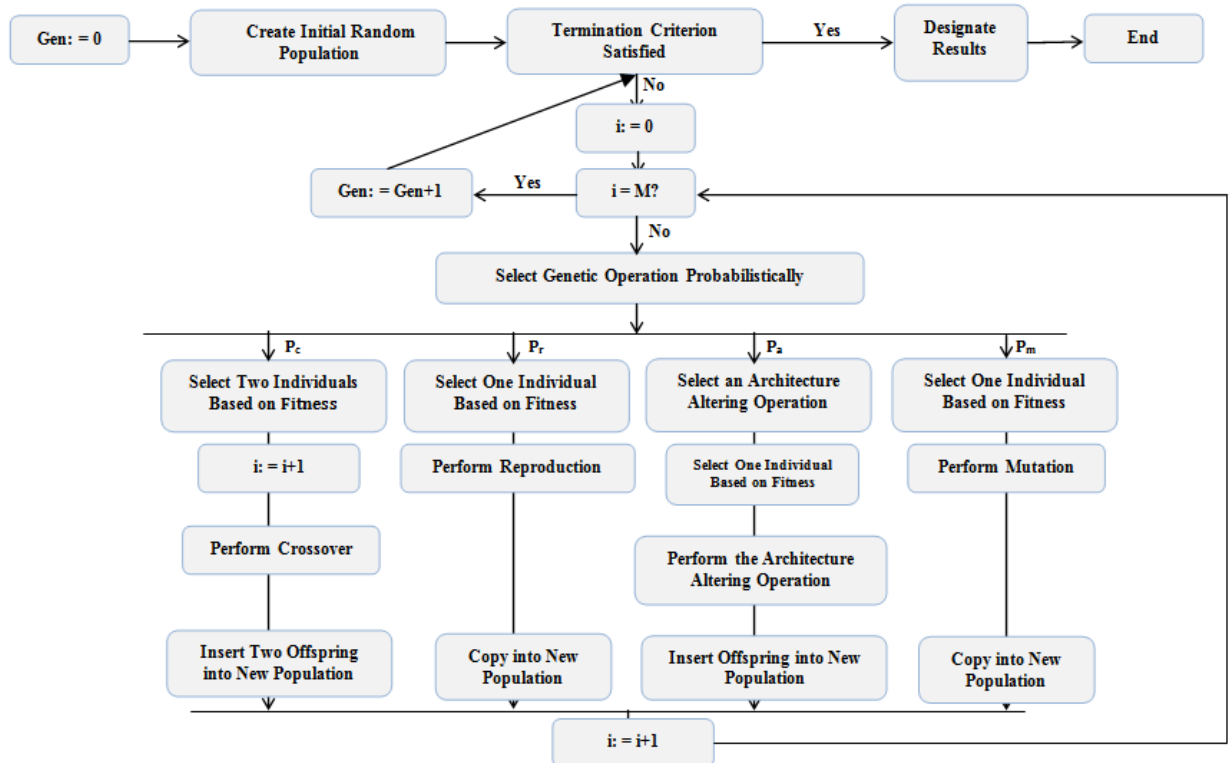 Gen: = 0
Create Initial Random
Population
Termination Criterion
Satisfied
Yes
Designate
Results
End
No
i: = 0
Gen: = Gen+1
Yes
i = M?
No
Select Genetic Operation Probabilistically
Pc
Pr
Pa
Pm
Select Two Individuals
Based on Fitness
Select One Individual
Based on Fitness
Select an Architecture
Altering Operation
Select One Individual
Based on Fitness
i: = i+1
Perform Reproduction
Select One Individual
Based on Fitness
Perform Mutation
Perform Crossover
Perform the Architecture
Altering Operation
Insert Two Offspring
into New Population
Copy into New
Population
Insert Offspring into New
Population
Copy into New
Population
i: = i+1